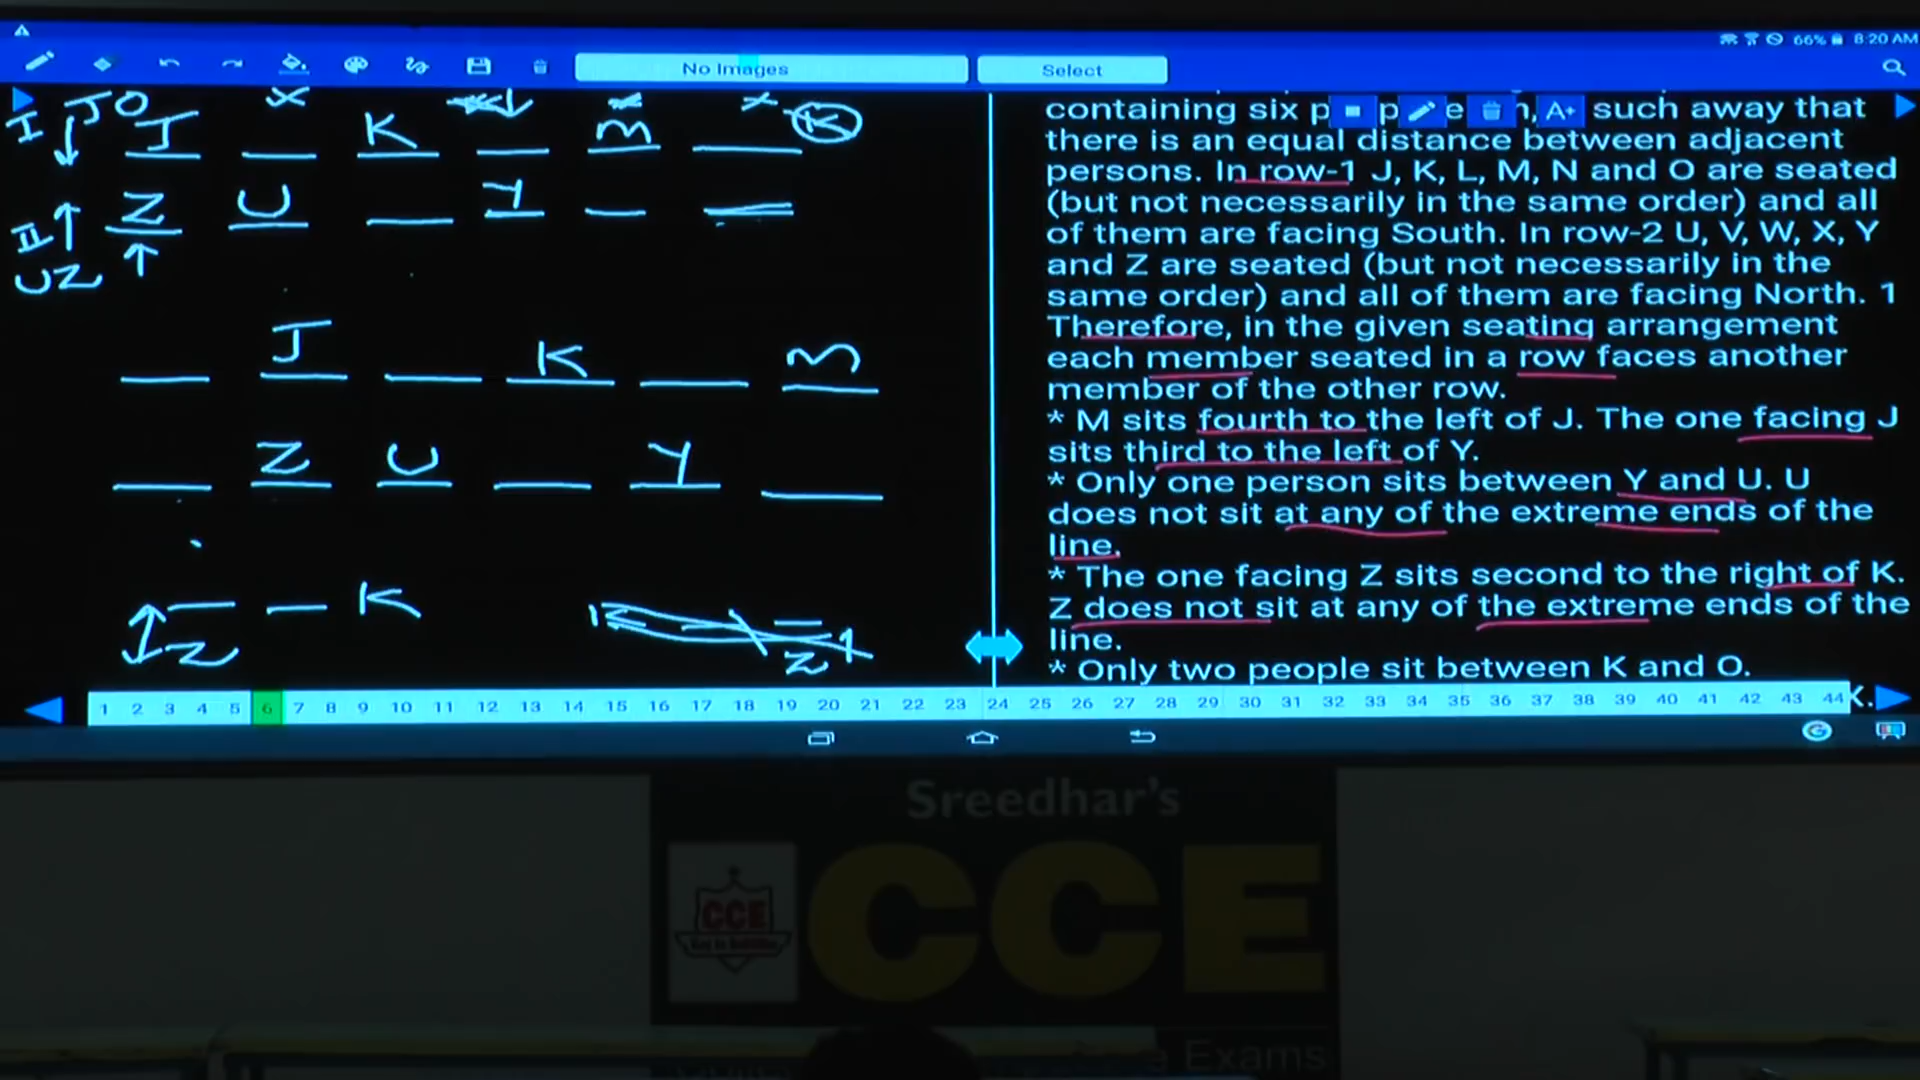 66% 8:20 AM
No Images Select
I J O J K M K
II Z U Y
U Z
J K M
Z U Y
K
Z
Z
containing six p p e n, A+ such away that
there is an equal distance between adjacent
persons. In row-1 J, K, L, M, N and O are seated
(but not necessarily in the same order) and all
of them are facing South. In row-2 U, V, W, X, Y
and Z are seated (but not necessarily in the
same order) and all of them are facing North. 1
Therefore, in the given seating arrangement
each member seated in a row faces another
member of the other row.
* M sits fourth to the left of J. The one facing J
sits third to the left of Y.
* Only one person sits between Y and U. U
does not sit at any of the extreme ends of the
line.
* The one facing Z sits second to the right of K.
Z does not sit at any of the extreme ends of the
line.
* Only two people sit between K and O.
1 2 3 4 5 6 7 8 9 10 11 12 13 14 15 16 17 18 19 20 21 22 23 24 25 26 27 28 29 30 31 32 33 34 35 36 37 38 39 40 41 42 43 44 X.
Sreedhar's
CCE
CCE
Exams